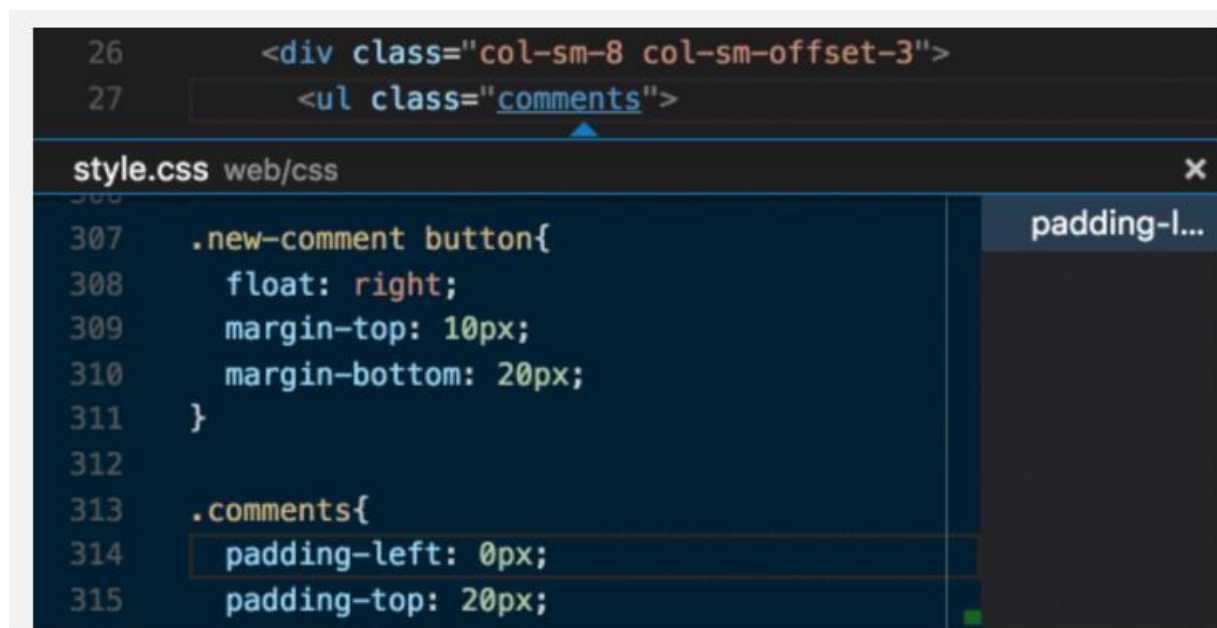 26 <div class="col-sm-8 col-sm-offset-3">
27 <ul class="comments">
style.css web/css ×
307 .new-comment button{
padding-l...
308 float: right;
309 margin-top: 10px;
310 margin-bottom: 20px;
311 }
312
313 .comments{
314 padding-left: 0px;
315 padding-top: 20px;